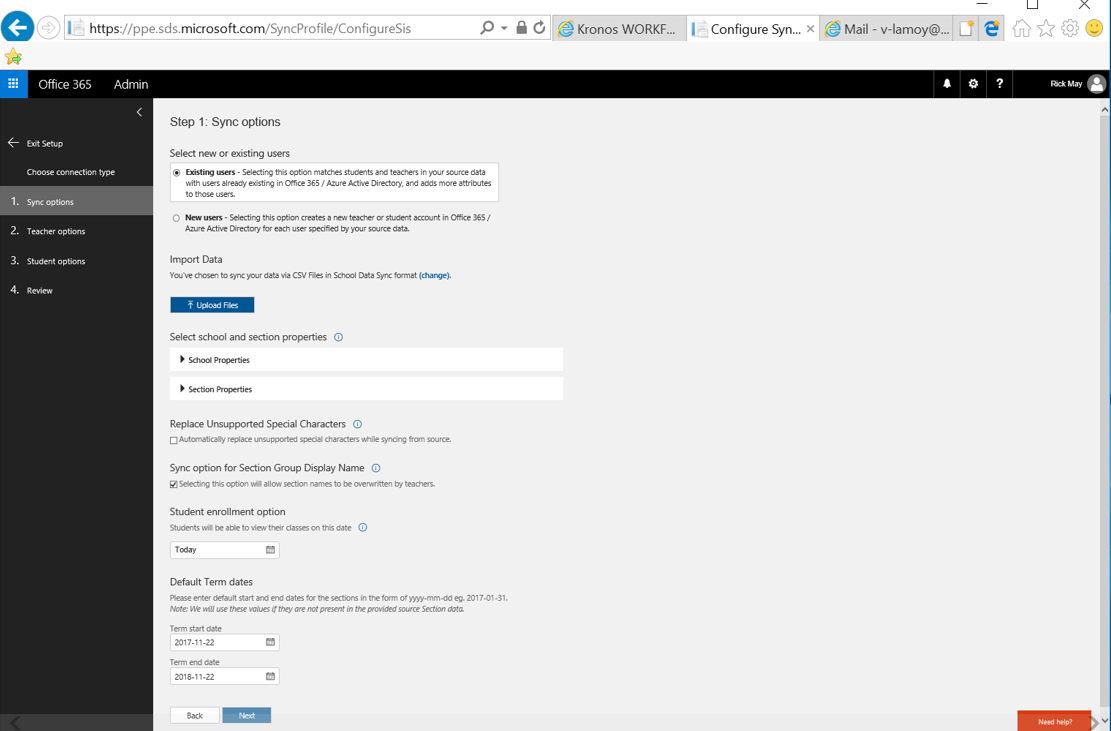 https://ppe.sds.microsoft.com/SyncProfile/ConfigureSis
Kronos WORKF...
Configure Syn...
Mail - v-lamoy@...
Office 365
Admin
?
Rick May
Exit Setup
Choose connection type
1. Sync options
2. Teacher options
3. Student options
4. Review
Step 1: Sync options
Select new or existing users
Existing users - Selecting this option matches students and teachers in your source data
with users already existing in Office 365 / Azure Active Directory, and adds more attributes
to those users.
New users - Selecting this option creates a new teacher or student account in Office 365 /
Azure Active Directory for each user specified by your source data.
Import Data
You've chosen to sync your data via CSV Files in School Data Sync format (change).
Upload Files
Select school and section properties
School Properties
Section Properties
Replace Unsupported Special Characters
Automatically replace unsupported special characters while syncing from source.
Sync option for Section Group Display Name
Selecting this option will allow section names to be overwritten by teachers.
Student enrollment option
Students will be able to view their classes on this date
Today
Default Term dates
Please enter default start and end dates for the sections in the form of yyyy-mm-dd eg. 2017-01-31.
Note: We will use these values if they are not present in the provided source Section data.
Term start date
2017-11-22
Term end date
2018-11-22
Back
Next
Need help?